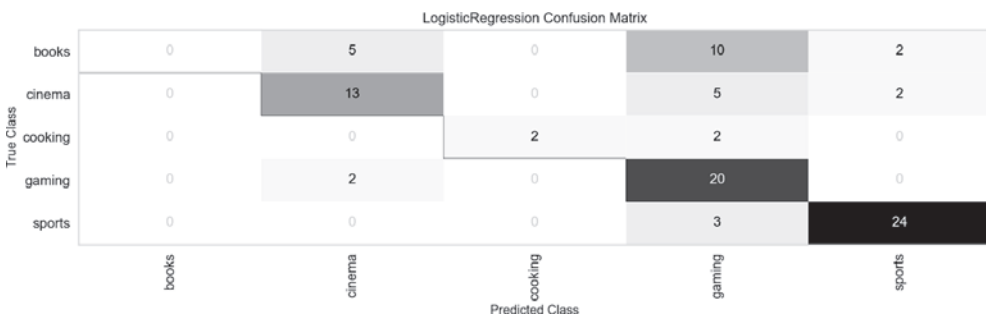 LogisticRegression Confusion Matrix
books 0 5 0 10 2
cinema 0 13 0 5 2
cooking 0 0 2 2 0
gaming 0 2 0 20 0
sports 0 0 0 3 24
True Class
books cinema cooking gaming sports
Predicted Class